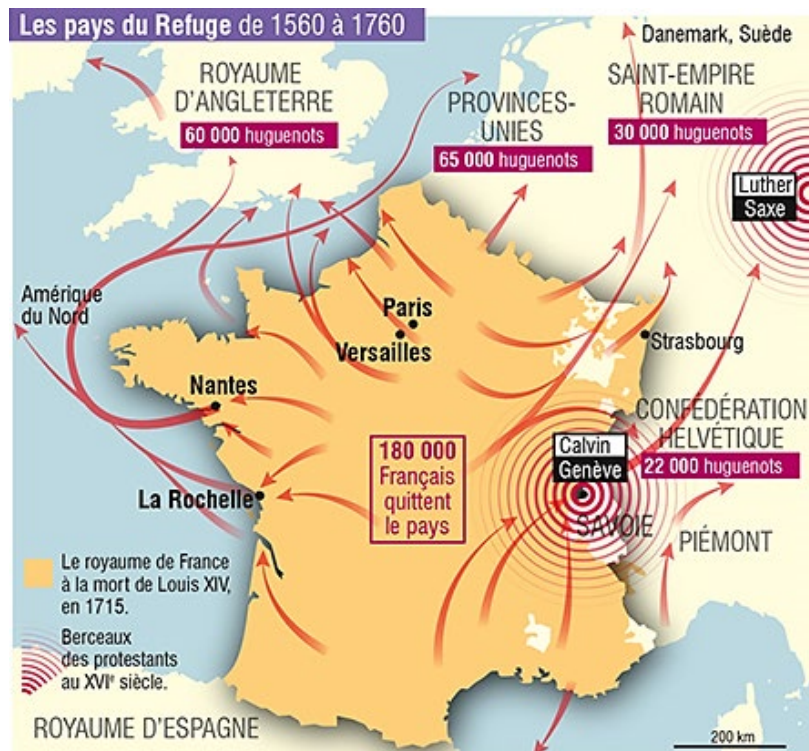 Les pays du Refuge de 1560 à 1760
Danemark, Suède
ROYAUME
D'ANGLETERRE
60 000 huguenots
PROVINCES-
UNIES
65 000 huguenots
SAINT-EMPIRE
ROMAIN
30 000 huguenots
Luther
Saxe
Amérique
du Nord
Paris
Versailles
Strasbourg
Nantes
CONFÉDÉRATION
HELVÉTIQUE
22 000 huguenots
Calvin
Genève
180 000
Français
quittent
le pays
La Rochelle
SAVOIE
PIÉMONT
Le royaume de France
à la mort de Louis XIV,
en 1715.
Berceaux
des protestants
au XVIe siècle.
ROYAUME D'ESPAGNE
200 km